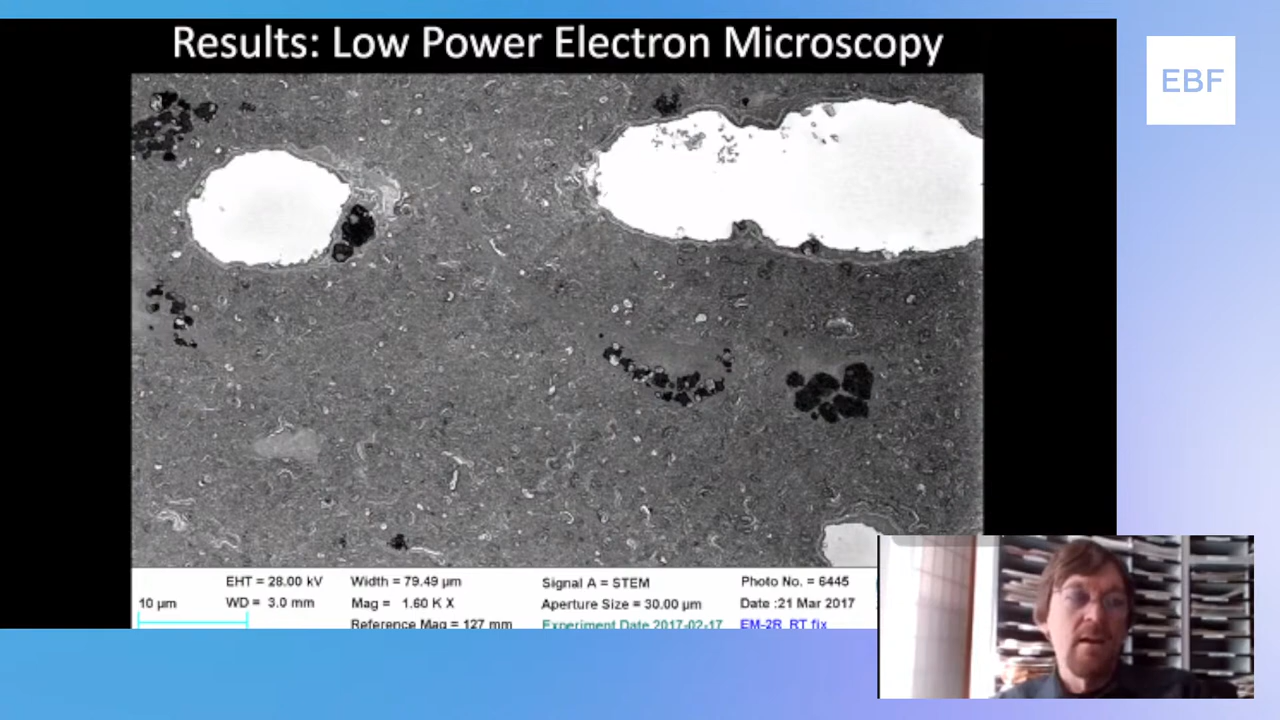 Results: Low Power Electron Microscopy
EBF
EHT = 28.00 kV Width = 79.49 µm Signal A = STEM Photo No. = 6445
10 µm WD = 3.0 mm Mag = 1.60 K X Aperture Size = 30.00 µm Date :21 Mar 2017
Reference Mag = 127 mm Experiment Date 2017-02-17 EM-2R RT fix